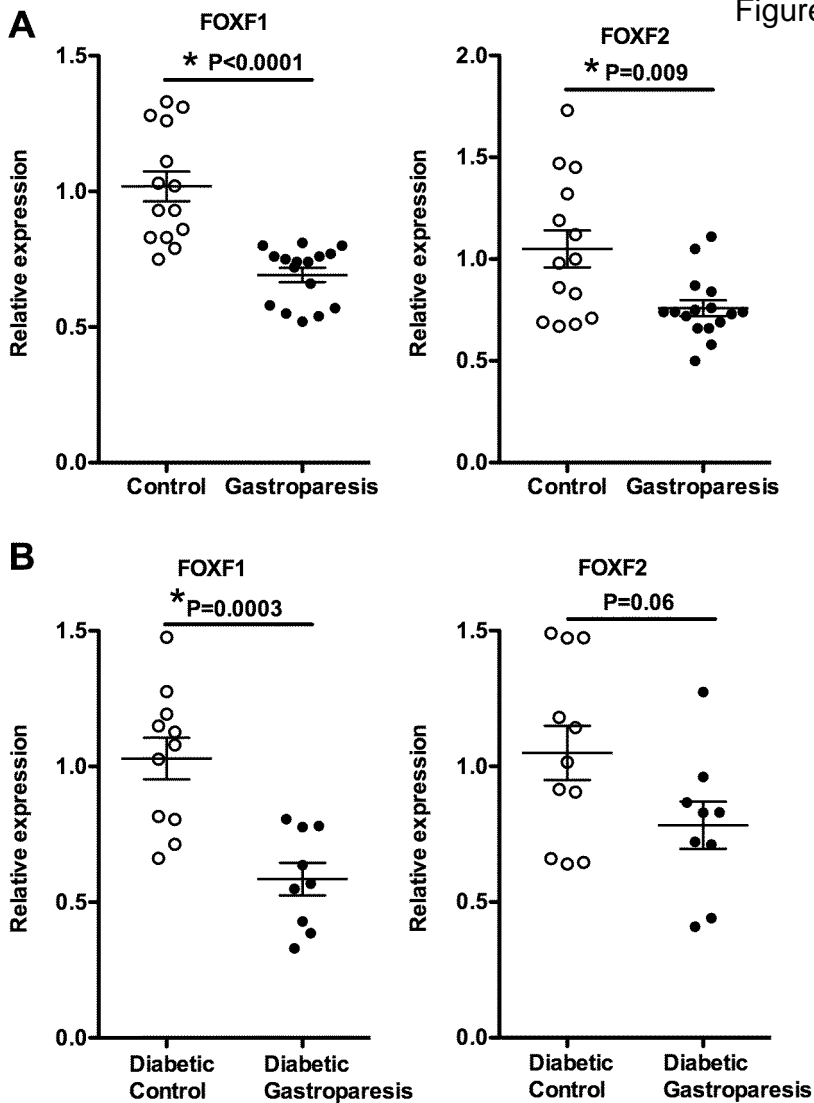 Figure
A
FOXF1
* P<0.0001
1.5
1.0
0.5
0.0
Relative expression
Control Gastroparesis
FOXF2
* P=0.009
2.0
1.5
1.0
0.5
0.0
Relative expression
Control Gastroparesis
B
FOXF1
* P=0.0003
1.5
1.0
0.5
0.0
Relative expression
Diabetic Diabetic
Control Gastroparesis
FOXF2
P=0.06
1.5
1.0
0.5
0.0
Relative expression
Diabetic Diabetic
Control Gastroparesis